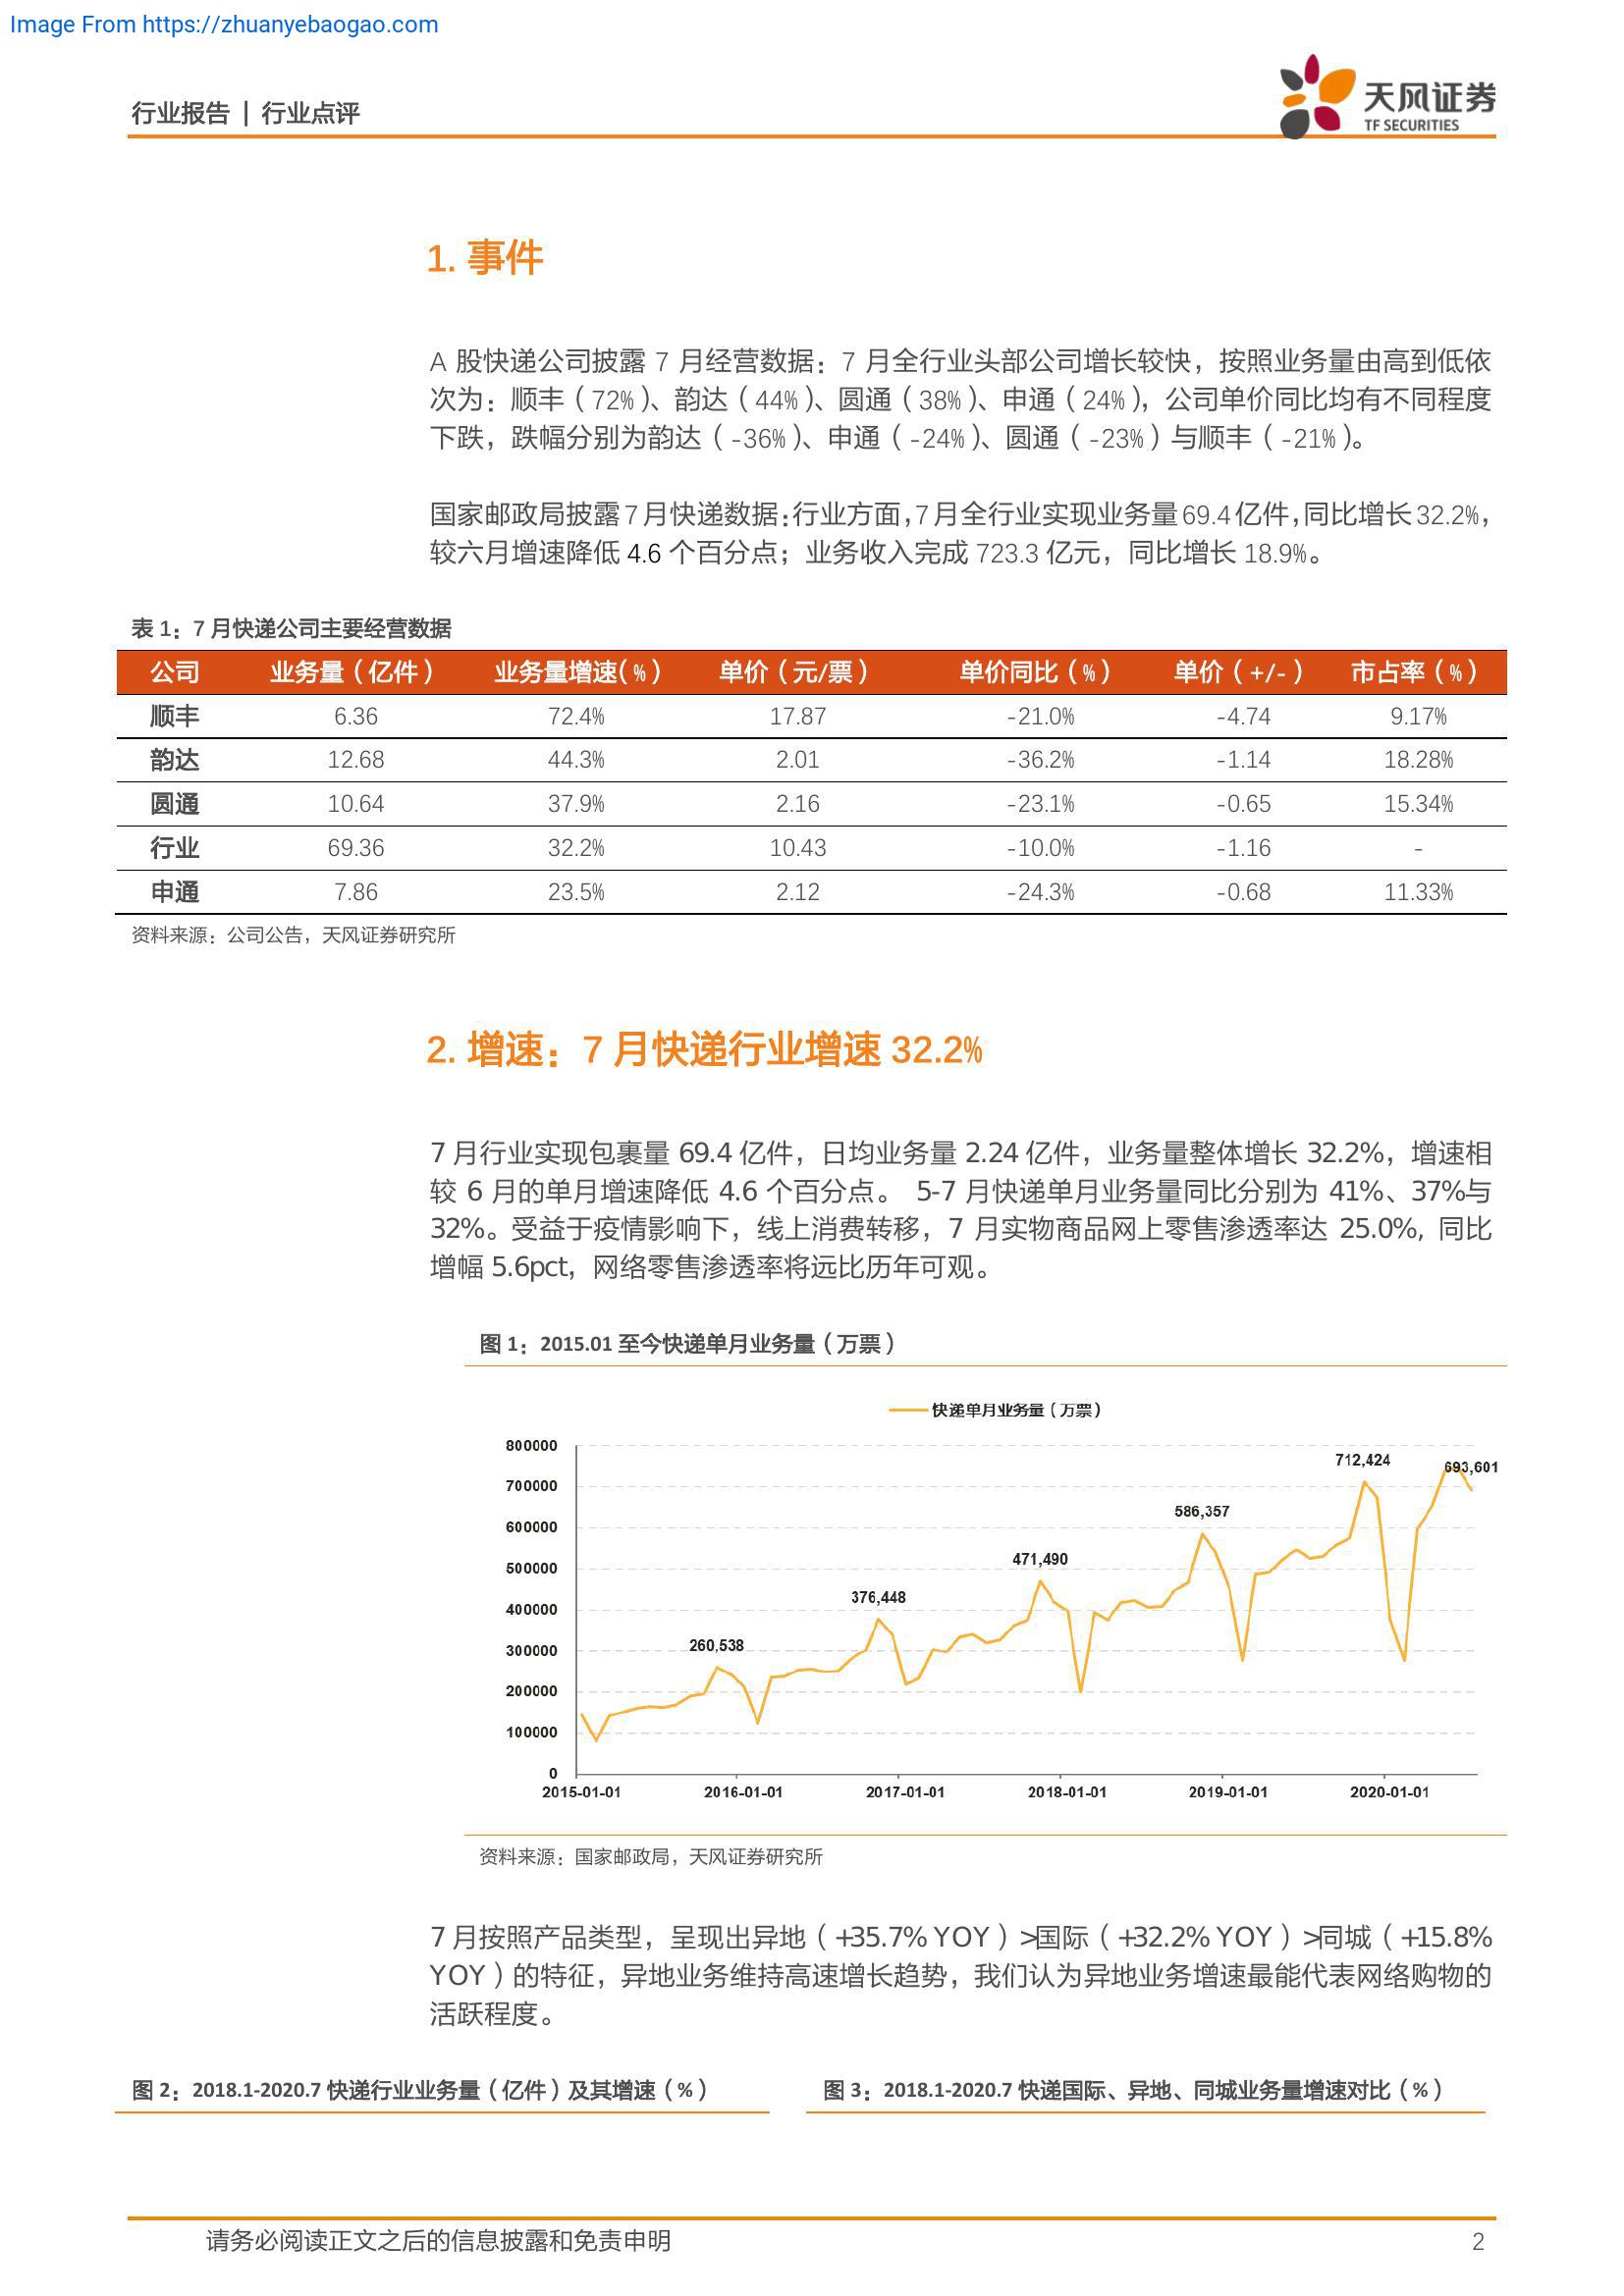 Image From https://zhuanyebaogao.com
行业报告 | 行业点评
天风证券
TF SECURITIES
1. 事件
A 股快递公司披露 7 月经营数据：7 月全行业头部公司增长较快，按照业务量由高到低依
次为：顺丰（72%）、韵达（44%）、圆通（38%）、申通（24%），公司单价同比均有不同程度
下跌，跌幅分别为韵达（-36%）、申通（-24%）、圆通（-23%）与顺丰（-21%）。
国家邮政局披露 7 月快递数据：行业方面，7 月全行业实现业务量 69.4 亿件，同比增长 32.2%，
较六月增速降低 4.6 个百分点；业务收入完成 723.3 亿元，同比增长 18.9%。
表 1：7 月快递公司主要经营数据
公司 业务量（亿件） 业务量增速(%) 单价（元/票） 单价同比（%） 单价（+/-） 市占率（%）
顺丰 6.36 72.4% 17.87 -21.0% -4.74 9.17%
韵达 12.68 44.3% 2.01 -36.2% -1.14 18.28%
圆通 10.64 37.9% 2.16 -23.1% -0.65 15.34%
行业 69.36 32.2% 10.43 -10.0% -1.16 -
申通 7.86 23.5% 2.12 -24.3% -0.68 11.33%
资料来源：公司公告，天风证券研究所
2. 增速：7 月快递行业增速 32.2%
7 月行业实现包裹量 69.4 亿件，日均业务量 2.24 亿件，业务量整体增长 32.2%，增速相
较 6 月的单月增速降低 4.6 个百分点。 5-7 月快递单月业务量同比分别为 41%、37%与
32%。受益于疫情影响下，线上消费转移，7 月实物商品网上零售渗透率达 25.0%, 同比
增幅 5.6pct，网络零售渗透率将远比历年可观。
图 1：2015.01 至今快递单月业务量（万票）
快递单月业务量（万票）
800000
700000
600000
500000
400000
300000
200000
100000
0
260,538
376,448
471,490
586,357
712,424
693,601
2015-01-01 2016-01-01 2017-01-01 2018-01-01 2019-01-01 2020-01-01
资料来源：国家邮政局，天风证券研究所
7 月按照产品类型，呈现出异地（+35.7% YOY）>国际（+32.2% YOY）>同城（+15.8%
YOY）的特征，异地业务维持高速增长趋势，我们认为异地业务增速最能代表网络购物的
活跃程度。
图 2：2018.1-2020.7 快递行业业务量（亿件）及其增速（%）
图 3：2018.1-2020.7 快递国际、异地、同城业务量增速对比（%）
请务必阅读正文之后的信息披露和免责申明 2